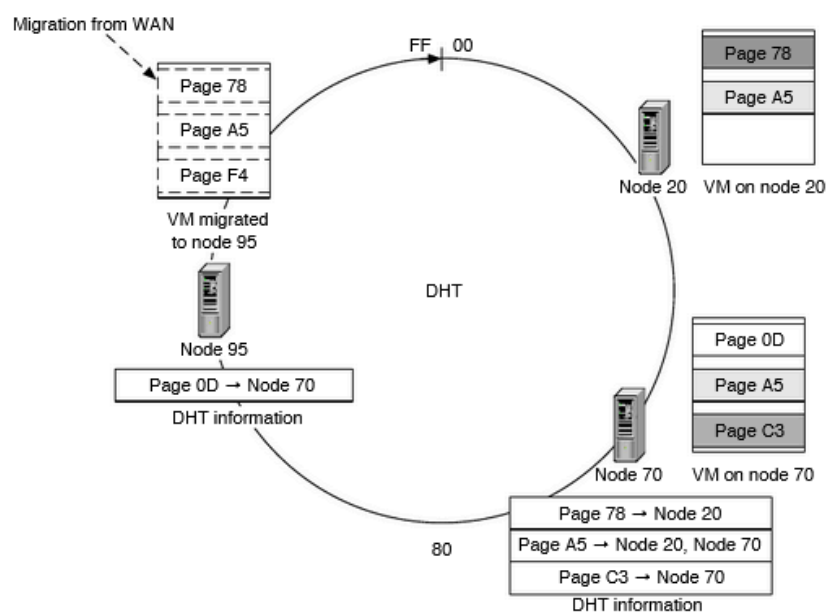 Migration from WAN
Page 78
Page A5
Page F4
VM migrated
to node 95
FF
00
Node 20
Page 78
Page A5
VM on node 20
DHT
Node 95
Page 0D → Node 70
DHT information
Page 0D
Page A5
Page C3
VM on node 70
Node 70
80
Page 78 → Node 20
Page A5 → Node 20, Node 70
Page C3 → Node 70
DHT information